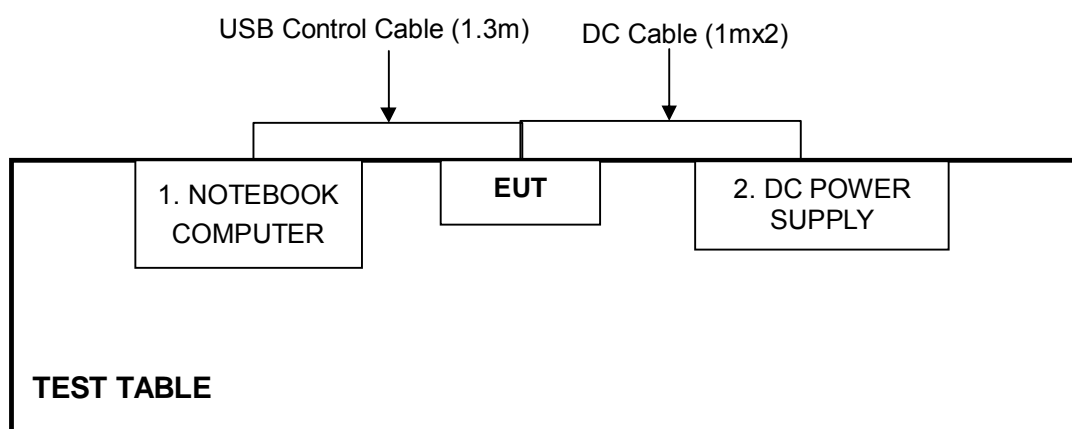 USB Control Cable (1.3m)
DC Cable (1mx2)
1. NOTEBOOK
COMPUTER
EUT
2. DC POWER
SUPPLY
TEST TABLE